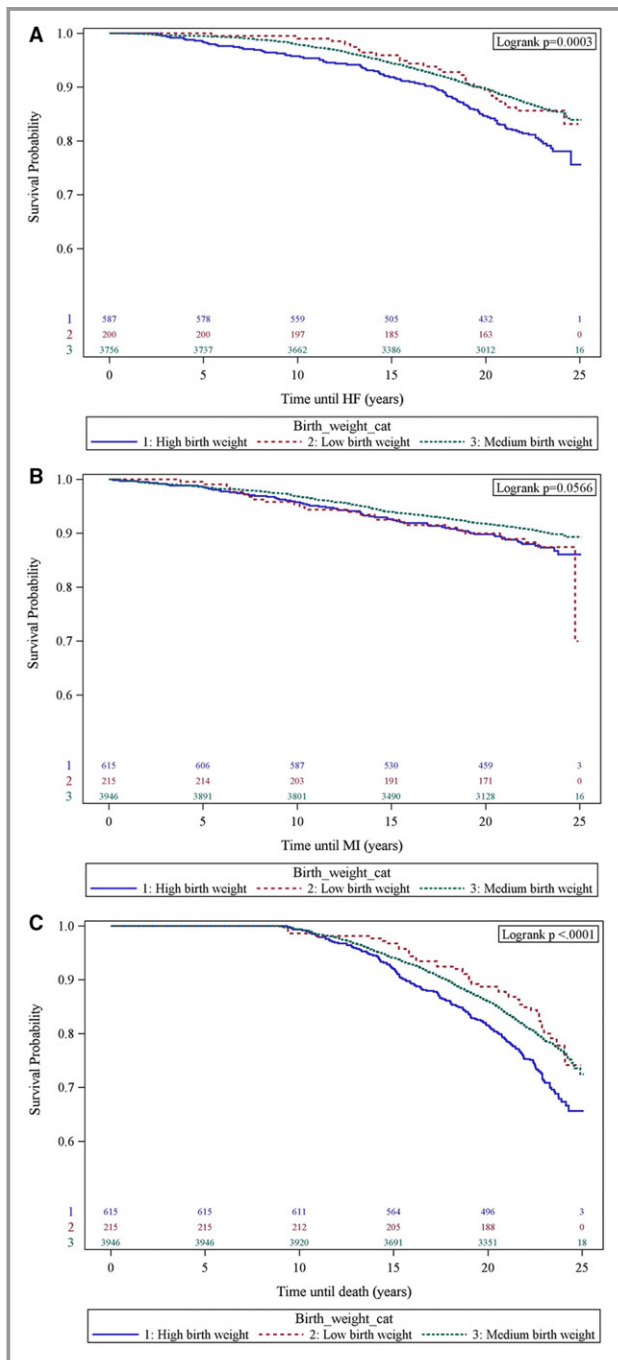 A
Logrank p=0.0003
Survival Probability
1.0
0.9
0.8
0.7
0.6
1 587 578 559 505 432 1
2 200 200 197 185 163 0
3 3756 3737 3662 3386 3012 16
0 5 10 15 20 25
Time until HF (years)
Birth_weight_cat
1: High birth weight 2: Low birth weight 3: Medium birth weight
B
Logrank p=0.0566
Survival Probability
1.0
0.9
0.8
0.7
0.6
1 615 606 587 530 459 3
2 215 214 203 191 171 0
3 3946 3891 3801 3490 3128 16
0 5 10 15 20 25
Time until MI (years)
Birth_weight_cat
1: High birth weight 2: Low birth weight 3: Medium birth weight
C
Logrank p <.0001
Survival Probability
1.0
0.9
0.8
0.7
0.6
1 615 615 611 564 496 3
2 215 215 212 205 188 0
3 3946 3946 3920 3691 3351 18
0 5 10 15 20 25
Time until death (years)
Birth_weight_cat
1: High birth weight 2: Low birth weight 3: Medium birth weight